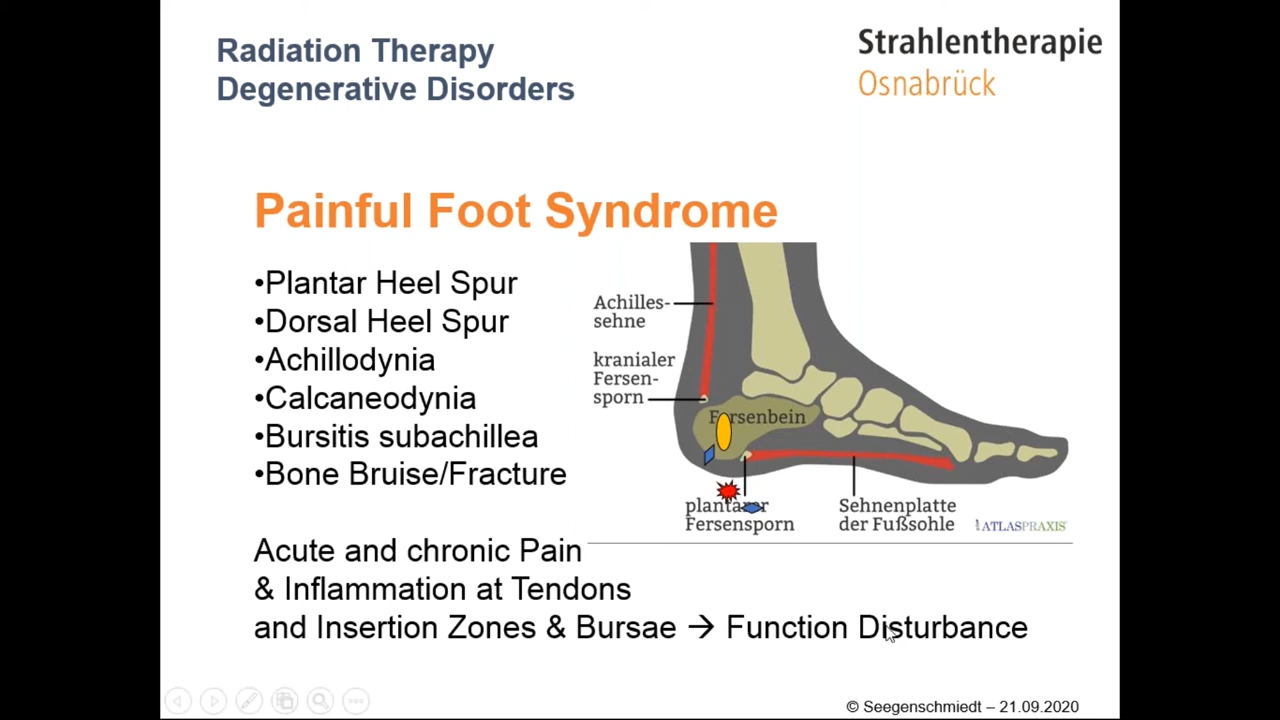 Radiation Therapy
Degenerative Disorders
Strahlentherapie
Osnabrück
Painful Foot Syndrome
•Plantar Heel Spur
•Dorsal Heel Spur
•Achillodynia
•Calcaneodynia
•Bursitis subachillea
•Bone Bruise/Fracture
Achilles-
sehne
kranialer
Fersen-
sporn
Fersenbein
plantarer
Fersensporn
Sehnenplatte
der Fußsohle
ATLASPRAXIS
Acute and chronic Pain
& Inflammation at Tendons
and Insertion Zones & Bursae → Function Disturbance
© Seegenschmiedt – 21.09.2020